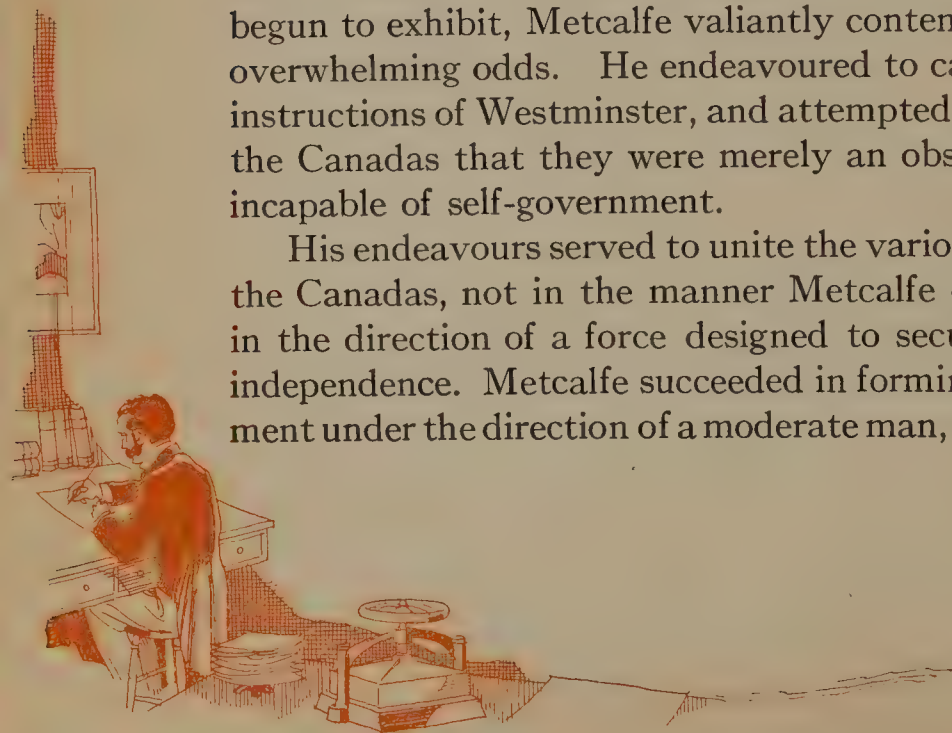 begun to exhibit, Metcalfe valiantly conten
overwhelming odds. He endeavoured to ca
instructions of Westminster, and attempted
the Canadas that they were merely an obs
incapable of self-government.
His endeavours served to unite the vario
the Canadas, not in the manner Metcalfe
in the direction of a force designed to secu
independence. Metcalfe succeeded in formin
ment under the direction of a moderate man,